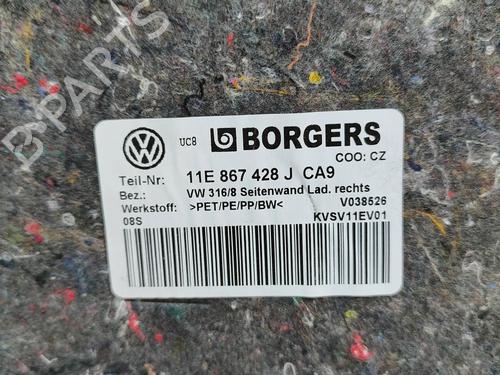 B-PARTS
UC8 BORGERS
COO: CZ
Teil-Nr: 11E 867 428 J CA9
Bez.: VW 316/8 Seitenwand Lad. rechts
Werkstoff: >PET/PE/PP/BW< V038526
08S KVSV11EV01